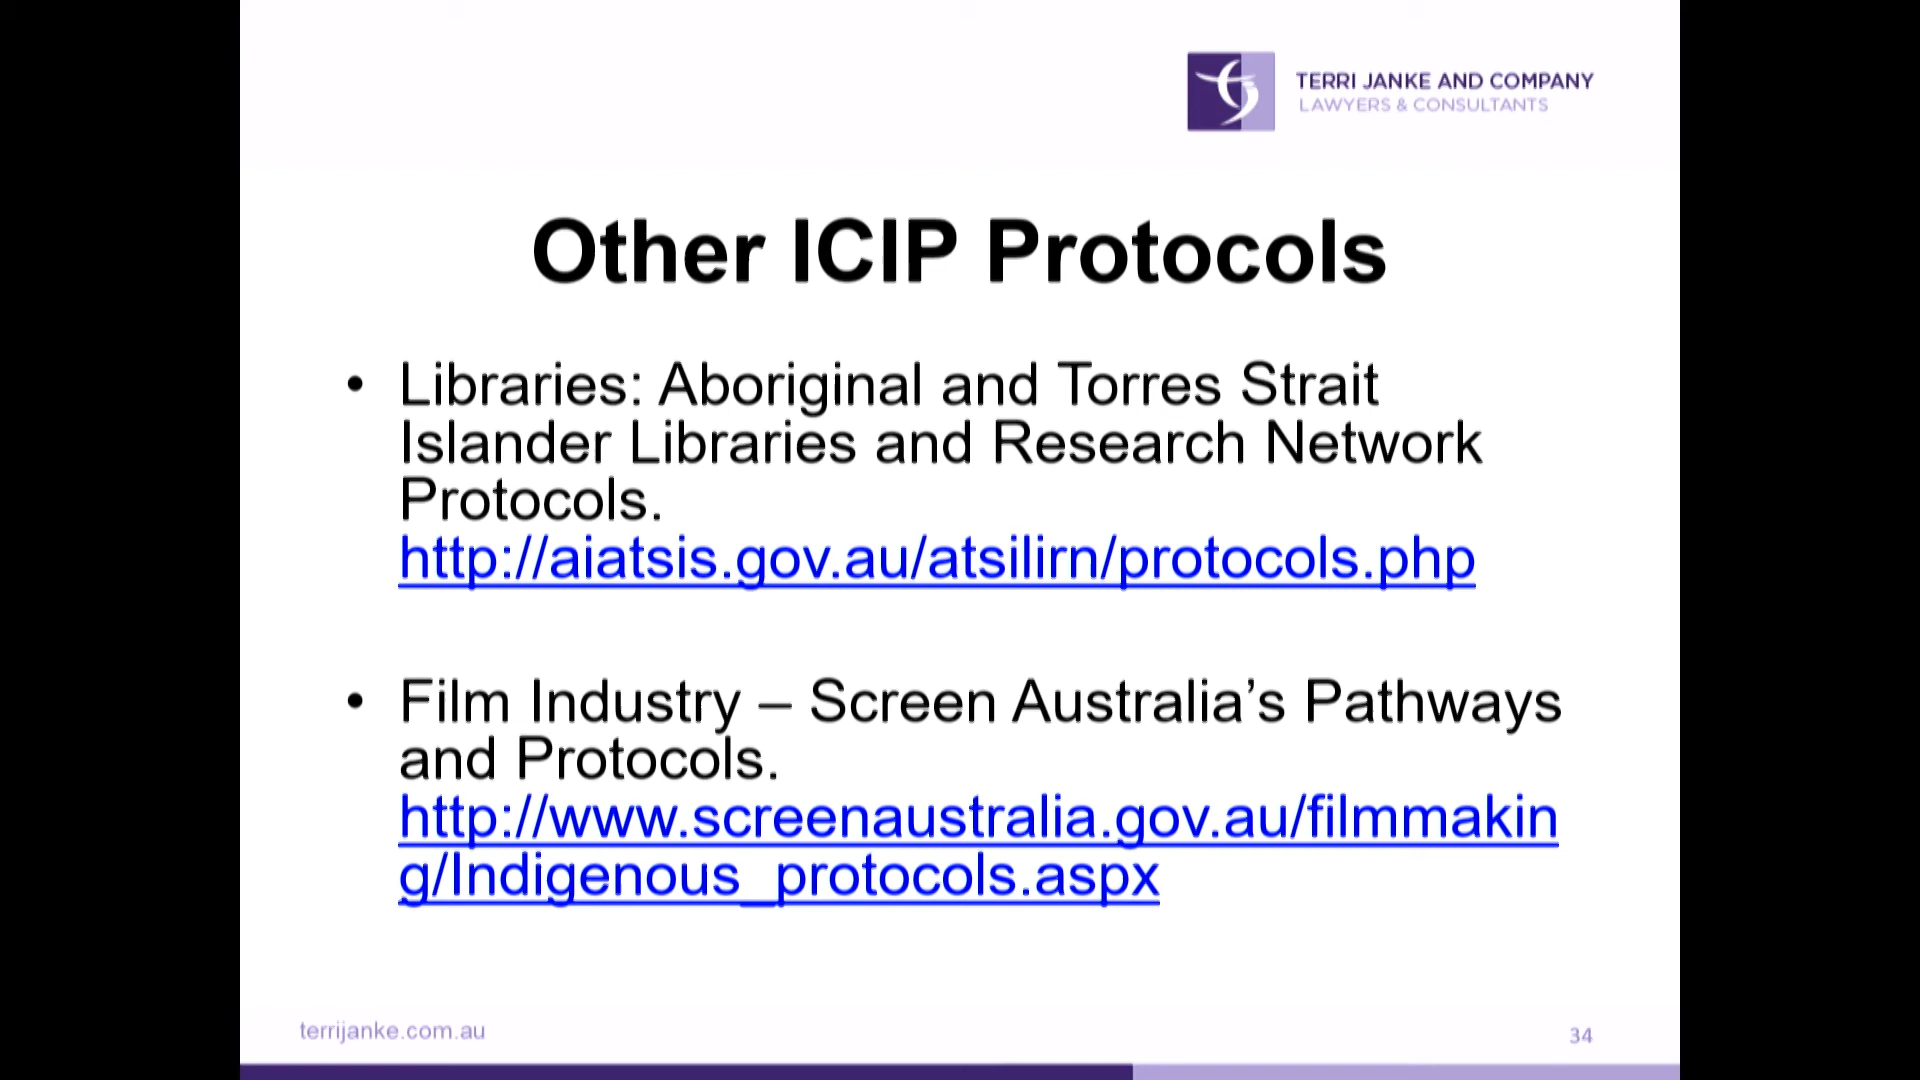 TERRI JANKE AND COMPANY
LAWYERS & CONSULTANTS
Other ICIP Protocols
• Libraries: Aboriginal and Torres Strait
Islander Libraries and Research Network
Protocols.
http://aiatsis.gov.au/atsilirn/protocols.php
• Film Industry – Screen Australia’s Pathways
and Protocols.
http://www.screenaustralia.gov.au/filmmakin
g/Indigenous_protocols.aspx
terrijanke.com.au
34